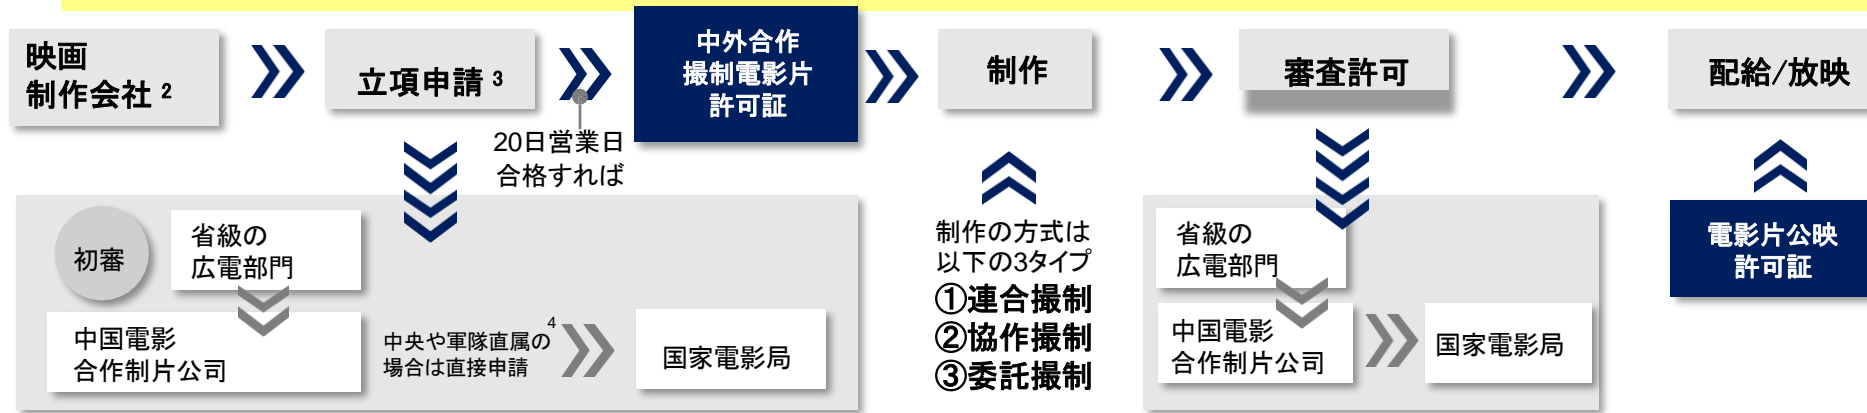 映画
制作会社 2
立項申請 3
20日営業日
合格すれば
中外合作
撮制電影片
許可証
制作
審査許可
配給/放映
初審
省級の
広電部門
中国電影
合作制片公司
中央や軍隊直属の4
場合は直接申請
国家電影局
制作の方式は
以下の3タイプ
①連合撮制
②協作撮制
③委託撮制
省級の
広電部門
中国電影
合作制片公司
国家電影局
電影片公映
許可証